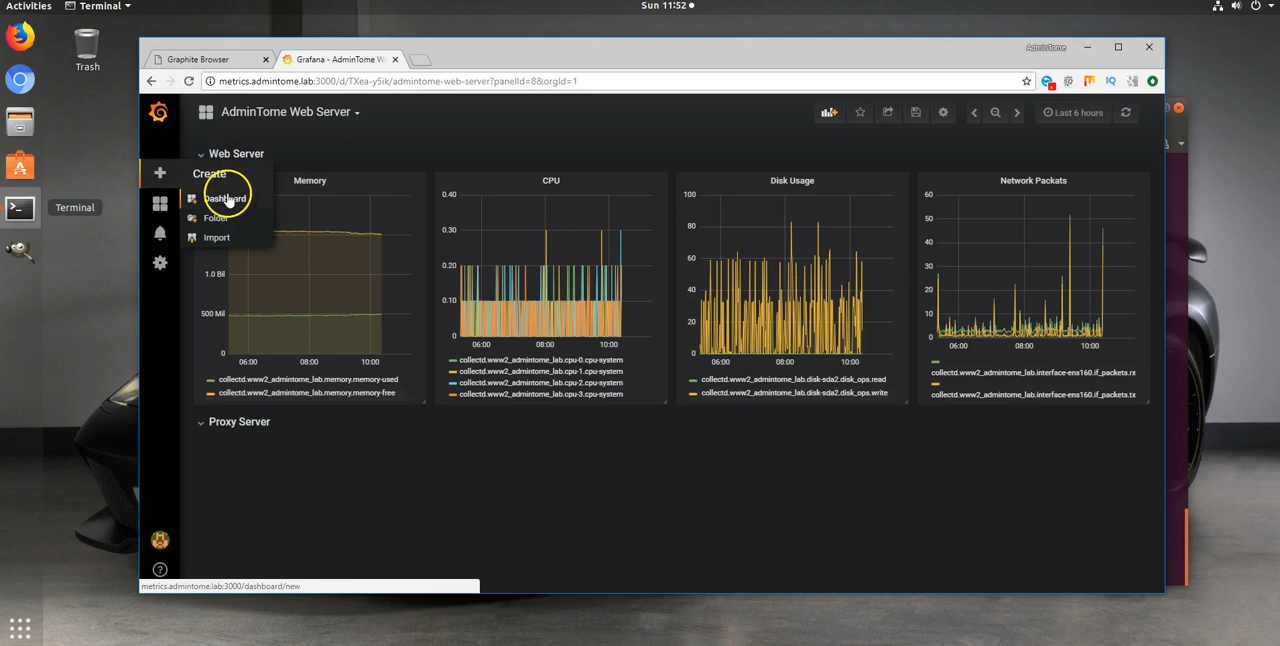 Activities
Terminal
Sun 11:52
Trash
Terminal
Graphite Browser
Grafana - AdminTome W
AdminTome
metrics.admintome.lab:3000/d/TXea-y5ik/admintome-web-server?panelId=8&orgId=1
AdminTome Web Server
Last 6 hours
Web Server
Create
Dashboard
Folder
Import
Memory
1.0 Bil
500 Mil
0
06:00 08:00 10:00
collectd.www2_admintome_lab.memory.memory-used
collectd.www2_admintome_lab.memory.memory-free
CPU
0.40
0.30
0.20
0.10
0
06:00 08:00 10:00
collectd.www2_admintome_lab.cpu-0.cpu-system
collectd.www2_admintome_lab.cpu-1.cpu-system
collectd.www2_admintome_lab.cpu-2.cpu-system
collectd.www2_admintome_lab.cpu-3.cpu-system
Disk Usage
100
80
60
40
20
0
06:00 08:00 10:00
collectd.www2_admintome_lab.disk-sda2.disk_ops.read
collectd.www2_admintome_lab.disk-sda2.disk_ops.write
Network Packats
60
50
40
30
20
10
0
06:00 08:00 10:00
collectd.www2_admintome_lab.interface-ens160.if_packets.rx
collectd.www2_admintome_lab.interface-ens160.if_packets.tx
Proxy Server
metrics.admintome.lab:3000/dashboard/new